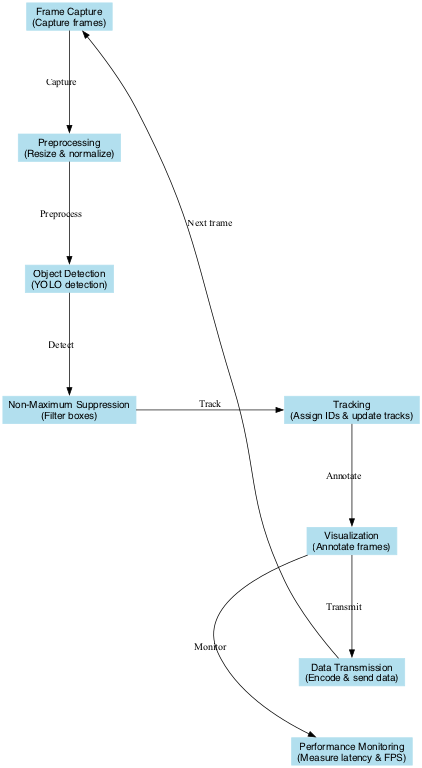 Frame Capture
(Capture frames)
Capture
Preprocessing
(Resize & normalize)
Preprocess
Next frame
Object Detection
(YOLO detection)
Detect
Non-Maximum Suppression
(Filter boxes)
Track
Tracking
(Assign IDs & update tracks)
Annotate
Visualization
(Annotate frames)
Transmit
Monitor
Data Transmission
(Encode & send data)
Performance Monitoring
(Measure latency & FPS)